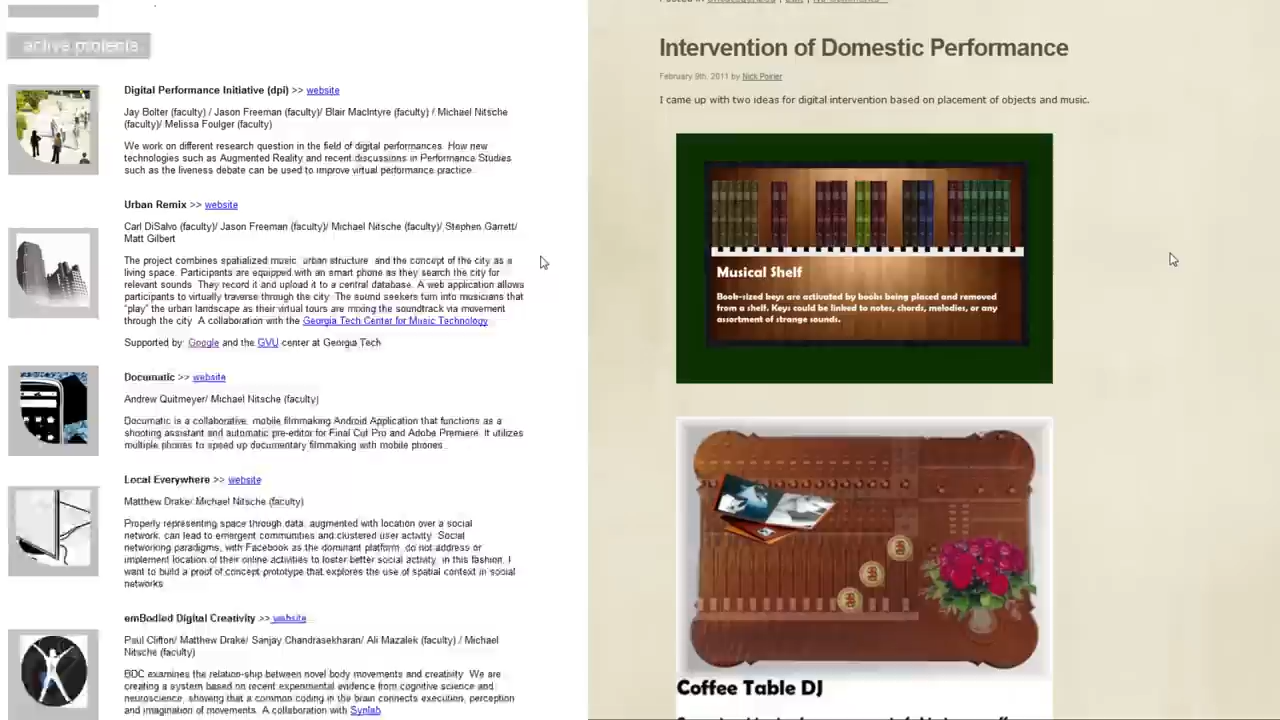 active projects
Digital Performance Initiative (dpi) >> website
Jay Bolter (faculty) / Jason Freeman (faculty)/ Blair MacIntyre (faculty) / Michael Nitsche
(faculty)/ Melissa Foulger (faculty)
We work on different research question in the field of digital performances. How new
technologies such as Augmented Reality and recent discussions in Performance Studies
such as the liveness debate can be used to improve virtual performance practice.
Urban Remix >> website
Carl DiSalvo (faculty)/ Jason Freeman (faculty)/ Michael Nitsche (faculty)/ Stephen Garrett/
Matt Gilbert
The project combines spatialized music, urban structure, and the concept of the city as a
living space. Participants are equipped with an smart phone as they search the city for
relevant sounds. They record it and upload it to a central database. A web application allows
participants to virtually traverse through the city. The sound seekers turn into musicians that
"play" the urban landscape as their virtual tours are mixing the soundtrack via movement
through the city. A collaboration with the Georgia Tech Center for Music Technology
Supported by: Google and the GVU center at Georgia Tech
Documatic >> website
Andrew Quitmeyer/ Michael Nitsche (faculty)
Documatic is a collaborative, mobile filmmaking Android Application that functions as a
shooting assistant and automatic pre-editor for Final Cut Pro and Adobe Premiere. It utilizes
multiple phones to speed up documentary filmmaking with mobile phones.
Local Everywhere >> website
Matthew Drake/ Michael Nitsche (faculty)
Properly representing space through data, augmented with location over a social
network, can lead to emergent communities and clustered user activity. Social
networking paradigms, with Facebook as the dominant platform, do not address or
implement location of their online activities to foster better social activity, in this fashion. I
want to build a proof of concept prototype that explores the use of spatial context in social
networks.
emBodied Digital Creativity >> website
Paul Clifton/ Matthew Drake/ Sanjay Chandrasekharan/ Ali Mazalek (faculty) / Michael
Nitsche (faculty)
BDC examines the relation-ship between novel body movements and creativity. We are
creating a system based on recent experimental evidence from cognitive science and
neuroscience, showing that a common coding in the brain connects execution, perception
and imagination of movements. A collaboration with Synlab
Intervention of Domestic Performance
February 9th, 2011 by Nick Poirier
I came up with two ideas for digital intervention based on placement of objects and music.
Musical Shelf
Book-sized keys are activated by books being placed and removed
from a shelf. Keys could be linked to notes, chords, melodies, or any
assortment of strange sounds.
Coffee Table DJ